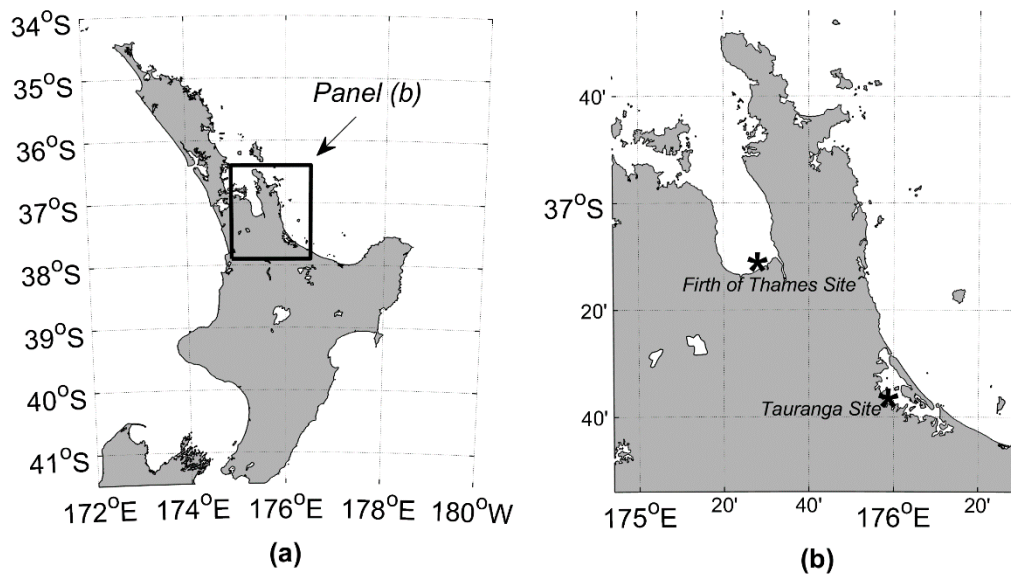 34°S
35°S
36°S
37°S
38°S
39°S
40°S
41°S
172°E 174°E 176°E 178°E 180°W
Panel (b)
(a)
40'
37°S
20'
40'
175°E 20' 40' 176°E 20'
Firth of Thames Site
Tauranga Site
(b)